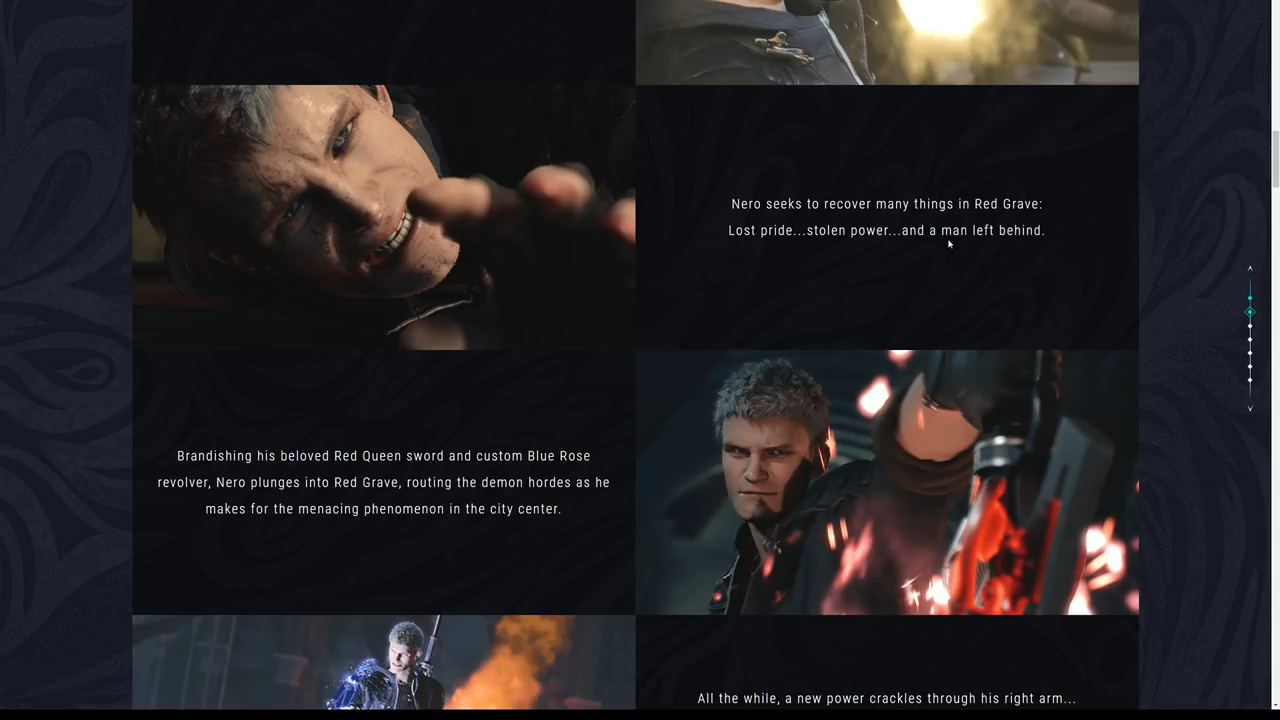 Nero seeks to recover many things in Red Grave:
Lost pride...stolen power...and a man left behind.
Brandishing his beloved Red Queen sword and custom Blue Rose
revolver, Nero plunges into Red Grave, routing the demon hordes as he
makes for the menacing phenomenon in the city center.
All the while, a new power crackles through his right arm...